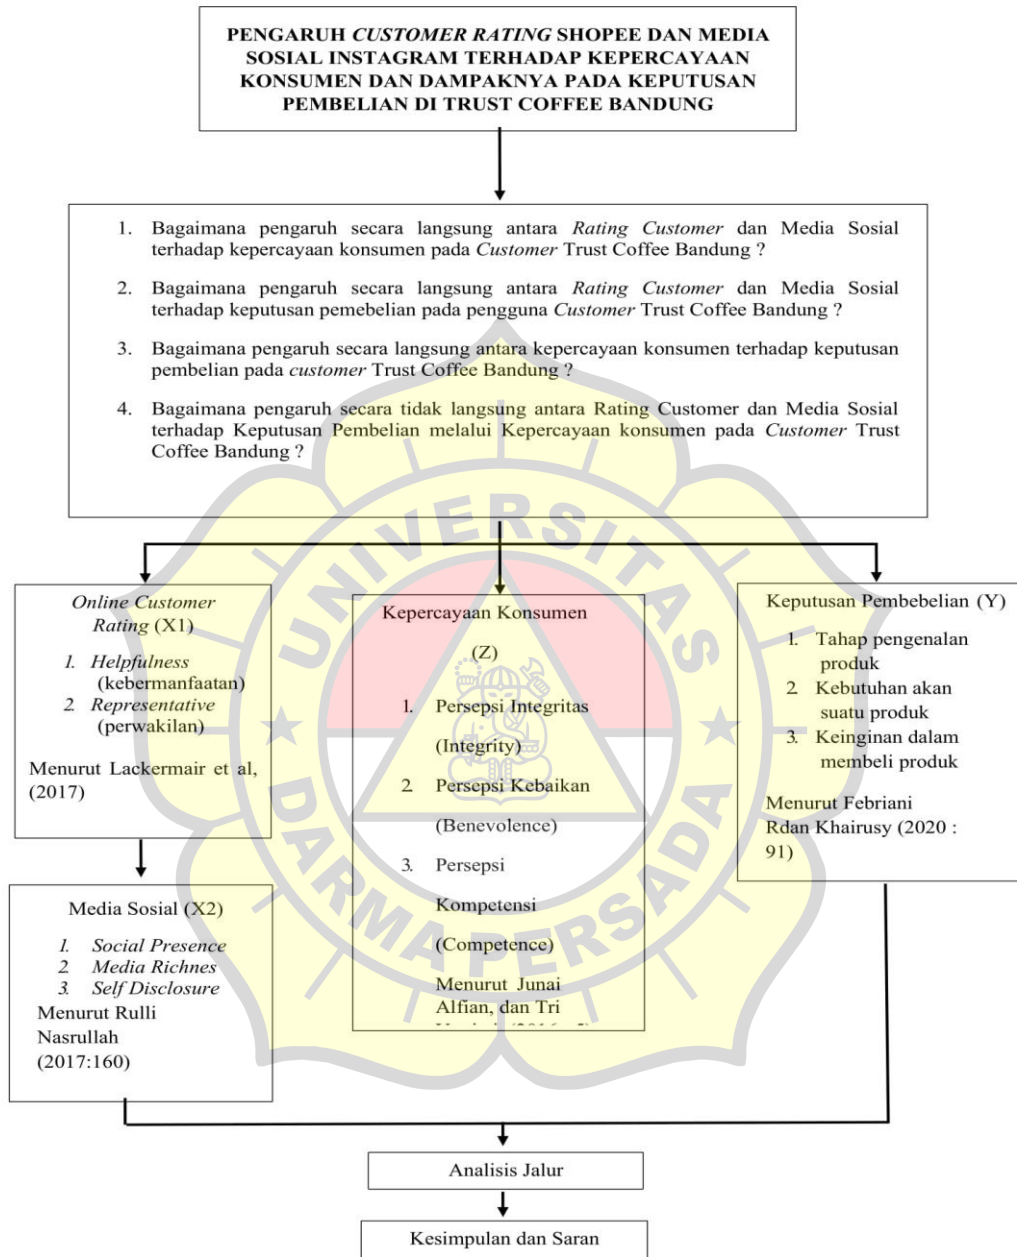 PENGARUH CUSTOMER RATING SHOPEE DAN MEDIA
SOSIAL INSTAGRAM TERHADAP KEPERCAYAAN
KONSUMEN DAN DAMPAKNYA PADA KEPUTUSAN
PEMBELIAN DI TRUST COFFEE BANDUNG
1. Bagaimana pengaruh secara langsung antara Rating Customer dan Media Sosial
terhadap kepercayaan konsumen pada Customer Trust Coffee Bandung ?
2. Bagaimana pengaruh secara langsung antara Rating Customer dan Media Sosial
terhadap keputusan pemebelian pada pengguna Customer Trust Coffee Bandung ?
3. Bagaimana pengaruh secara langsung antara kepercayaan konsumen terhadap keputusan
pembelian pada customer Trust Coffee Bandung ?
4. Bagaimana pengaruh secara tidak langsung antara Rating Customer dan Media Sosial
terhadap Keputusan Pembelian melalui Kepercayaan konsumen pada Customer Trust
Coffee Bandung ?
Online Customer
Rating (X1)
1. Helpfulness
(kebermanfaatan)
2. Representative
(perwakilan)
Menurut Lackermair et al,
(2017)
Media Sosial (X2)
1. Social Presence
2. Media Richnes
3. Self Disclosure
Menurut Rulli
Nasrullah
(2017:160)
Kepercayaan Konsumen
(Z)
1. Persepsi Integritas
(Integrity)
2. Persepsi Kebaikan
(Benevolence)
3. Persepsi
Kompetensi
(Competence)
Menurut Junai
Alfian, dan Tri
Keputusan Pembebelian (Y)
1. Tahap pengenalan
produk
2. Kebutuhan akan
suatu produk
3. Keinginan dalam
membeli produk
Menurut Febriani
Rdan Khairusy (2020 :
91)
Analisis Jalur
Kesimpulan dan Saran
UNIVERSITAS
DARMA PERSADA